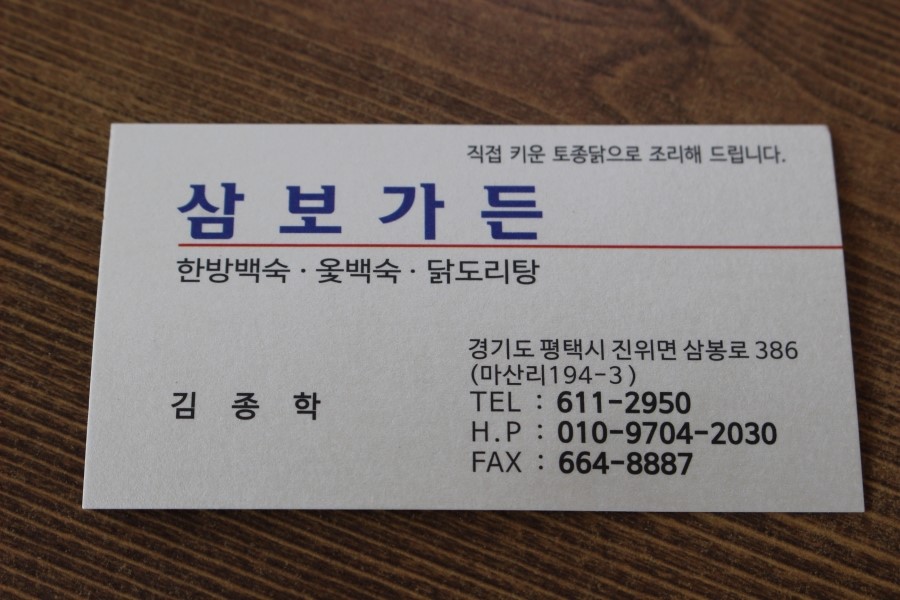 직접 키운 토종닭으로 조리해 드립니다.
삼보가든
한방백숙 · 옻백숙 · 닭도리탕
경기도 평택시 진위면 삼봉로 386
(마산리194-3)
김 종 학
TEL : 611-2950
H.P : 010-9704-2030
FAX : 664-8887